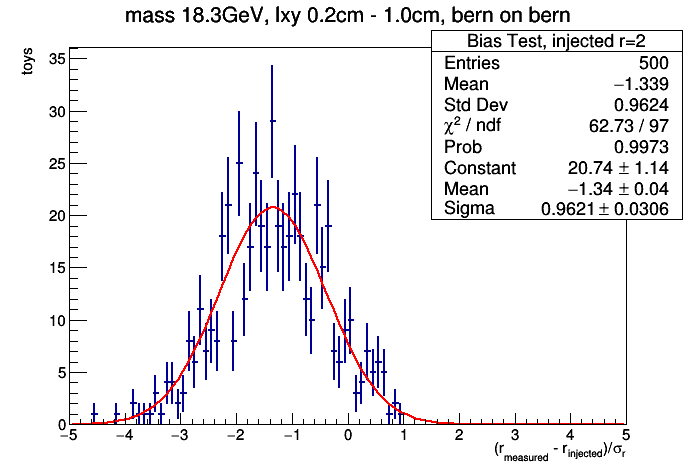 mass 18.3GeV, lxy 0.2cm - 1.0cm, bern on bern
Bias Test, injected r=2
Entries 500
Mean −1.339
Std Dev 0.9624
χ² / ndf 62.73 / 97
Prob 0.9973
Constant 20.74 ± 1.14
Mean −1.34 ± 0.04
Sigma 0.9621 ± 0.0306
toys
35
30
25
20
15
10
5
0
−5 −4 −3 −2 −1 0 1 2 3 4 5
(r_measured - r_injected)/σ_r